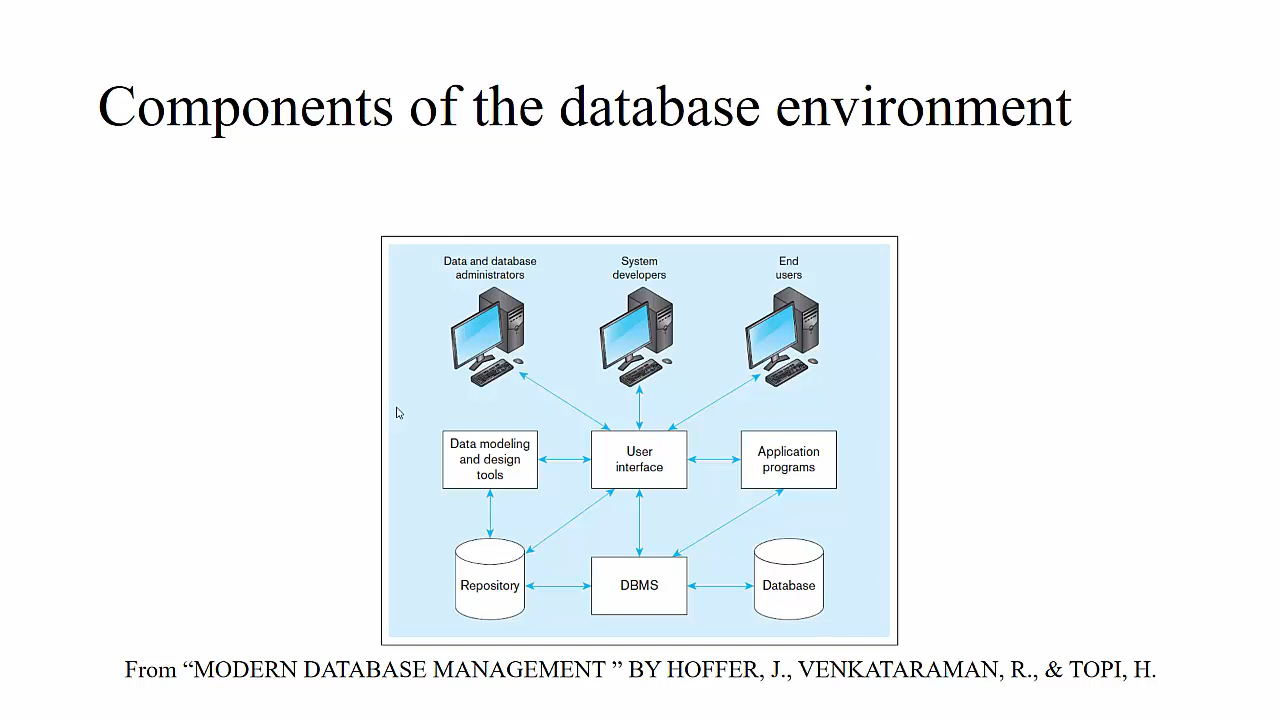 Components of the database environment
Data and database
administrators
System
developers
End
users
Data modeling
and design
tools
User
interface
Application
programs
Repository
DBMS
Database
From “MODERN DATABASE MANAGEMENT ” BY HOFFER, J., VENKATARAMAN, R., & TOPI, H.